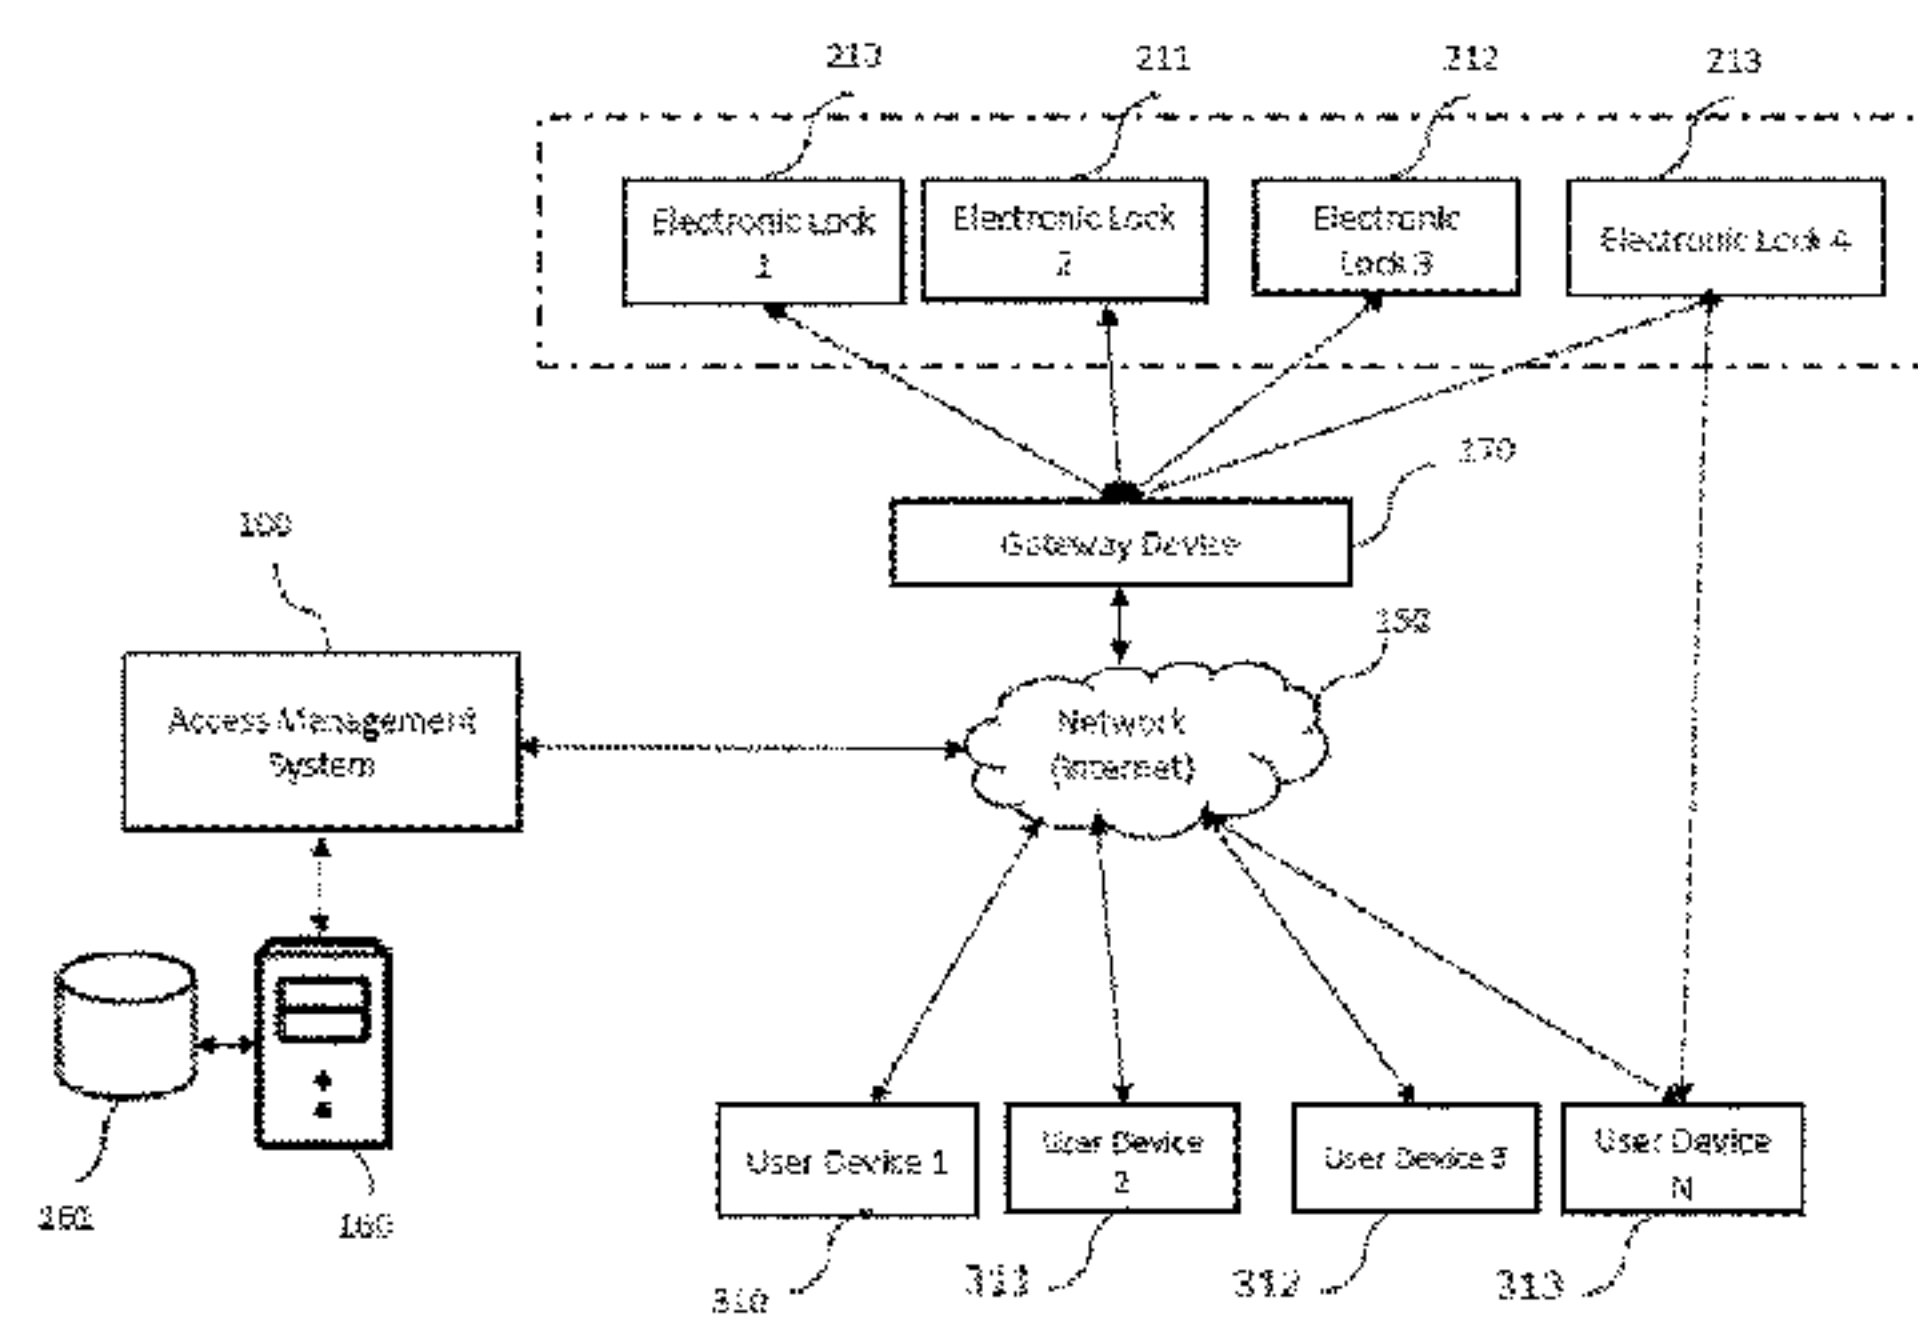 210
211
212
213
Electronic Lock
1
Electronic Lock
2
Electronic
Lock 3
Electronic Lock 4
170
Gateway Device
100
Access Management
System
Network
(Internet)
User Device 1
User Device
2
User Device 3
User Device
N
160
310
311
312
313